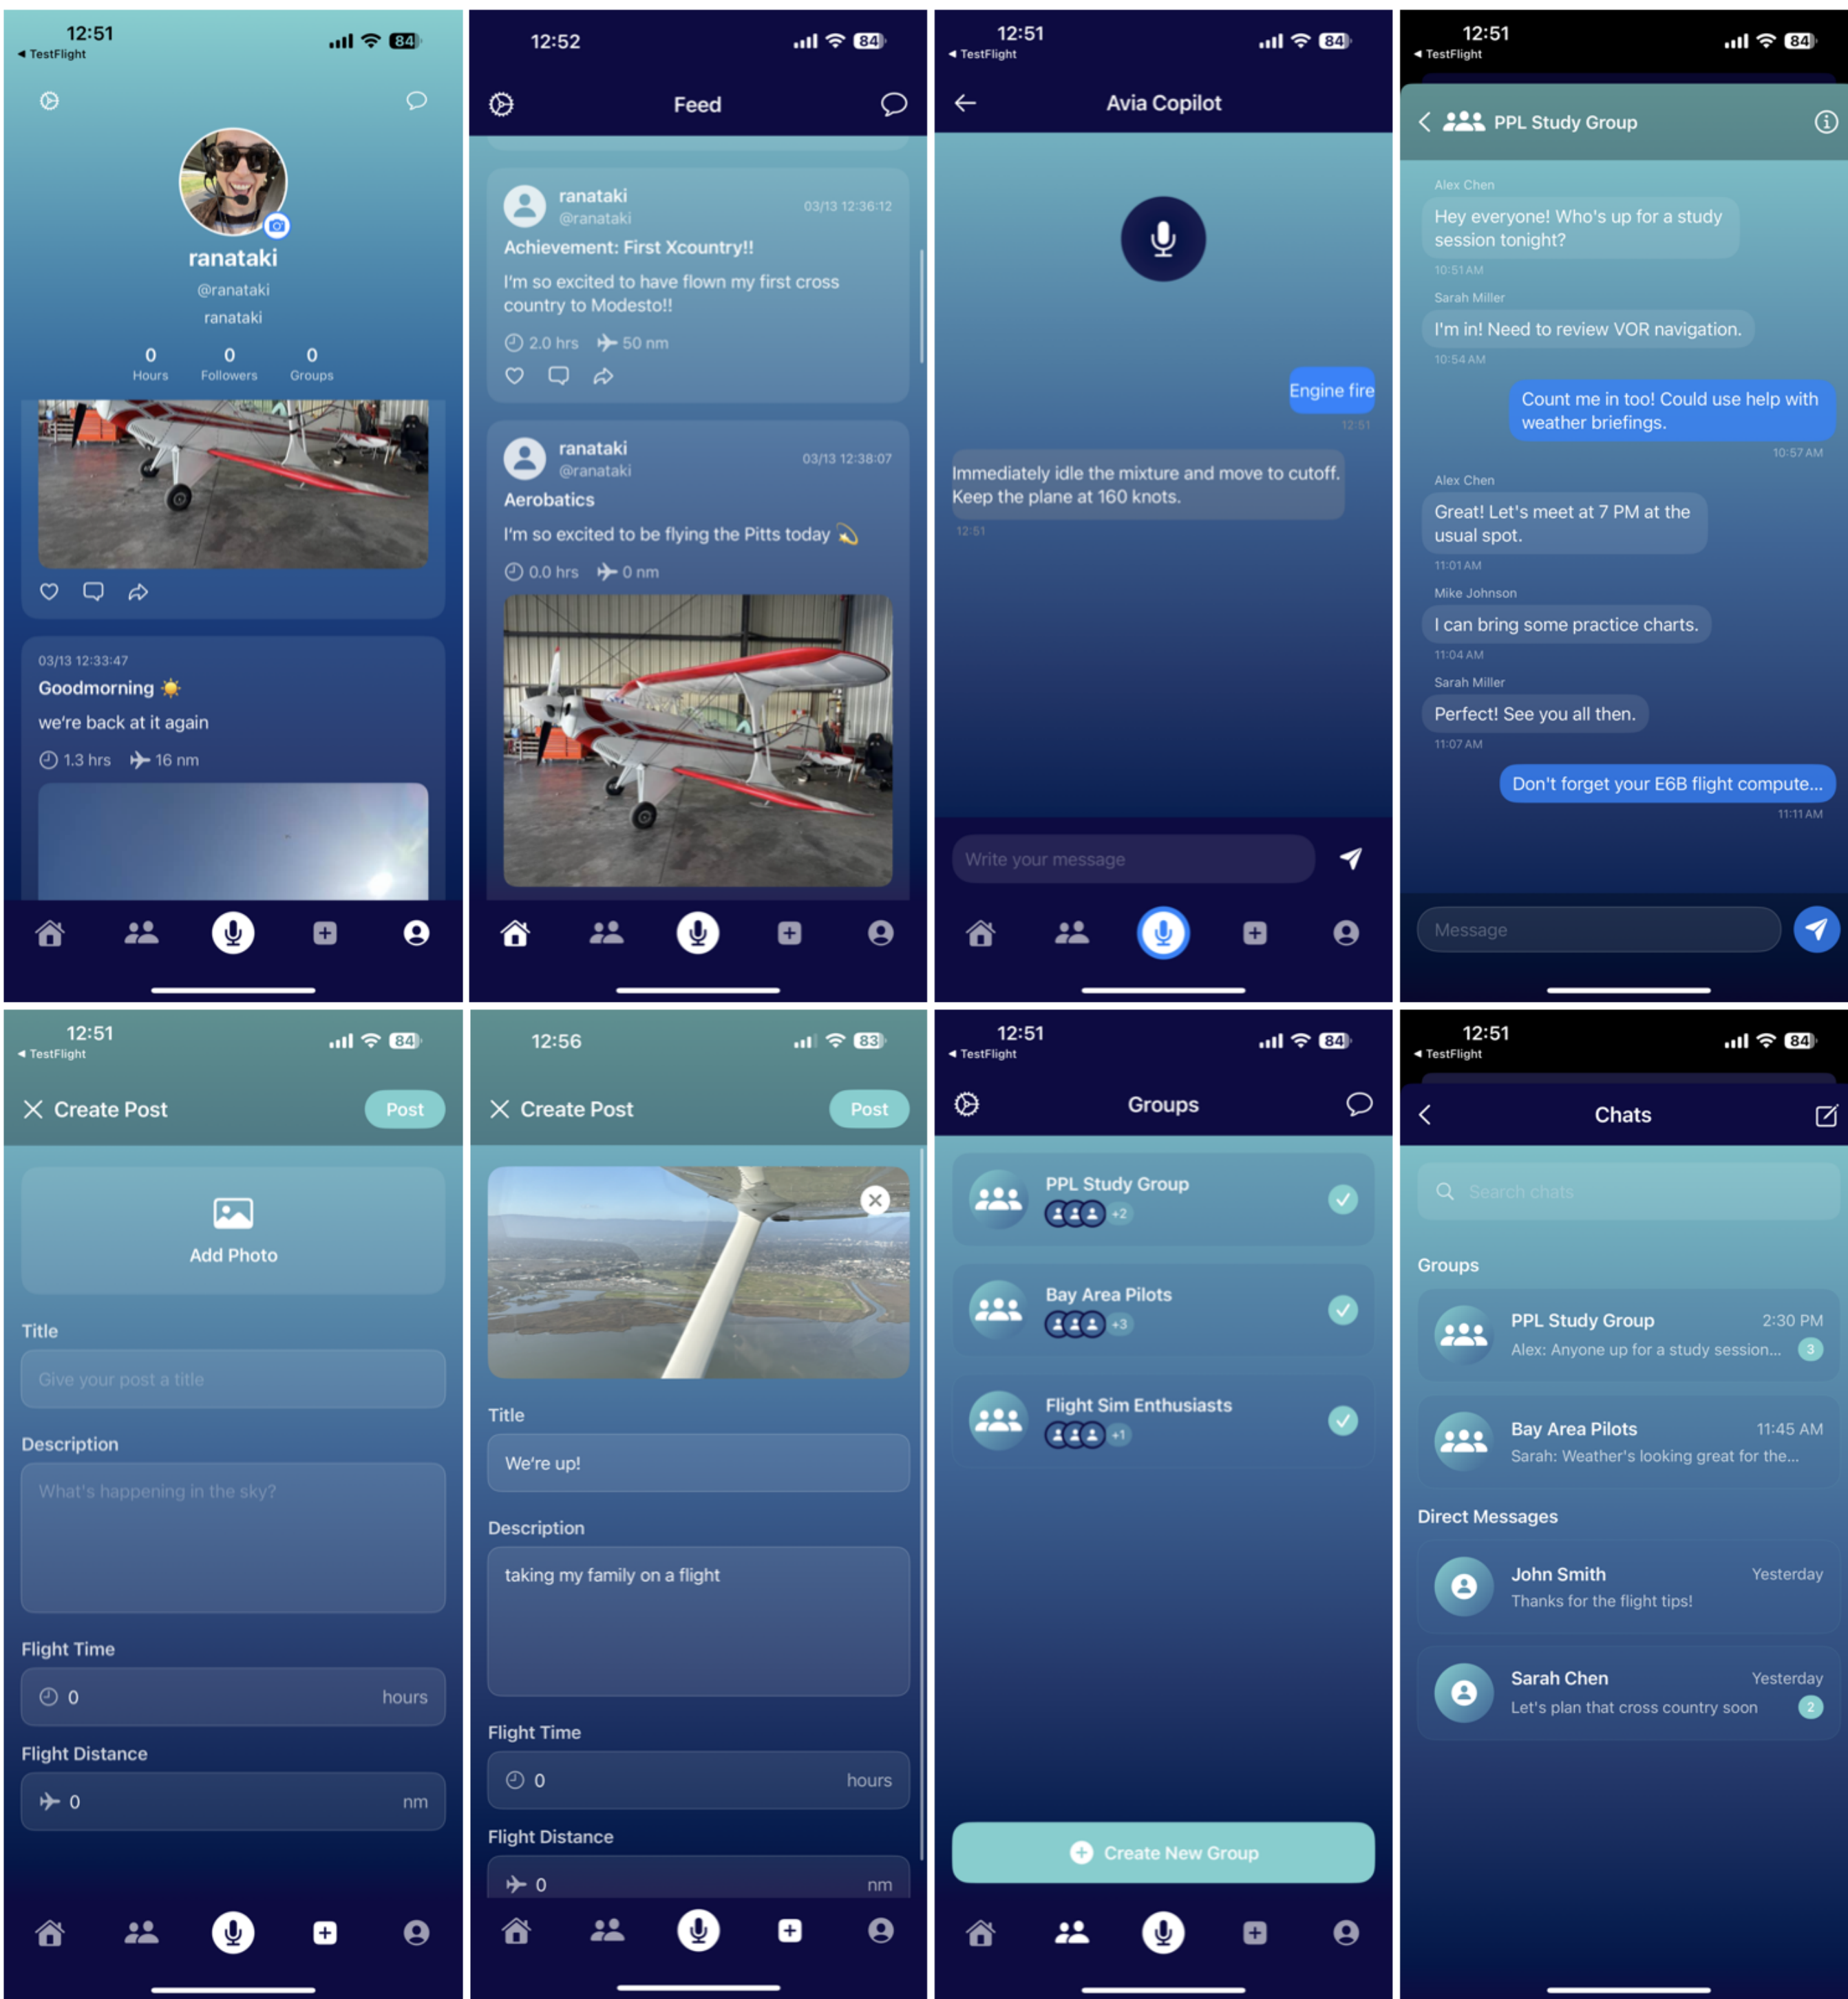 12:51
◀ TestFlight
84
ranataki
@ranataki
ranataki
0
Hours
0
Followers
0
Groups
03/13 12:33:47
Goodmorning ☀️
we're back at it again
1.3 hrs
16 nm
12:52
84
Feed
ranataki
@ranataki
03/13 12:36:12
Achievement: First Xcountry!!
I'm so excited to have flown my first cross
country to Modesto!!
2.0 hrs
50 nm
ranataki
@ranataki
03/13 12:38:07
Aerobatics
I'm so excited to be flying the Pitts today 💫
0.0 hrs
0 nm
12:51
◀ TestFlight
84
Avia Copilot
Engine fire
12:51
Immediately idle the mixture and move to cutoff.
Keep the plane at 160 knots.
12:51
Write your message
12:51
◀ TestFlight
84
PPL Study Group
Alex Chen
Hey everyone! Who's up for a study
session tonight?
10:51 AM
Sarah Miller
I'm in! Need to review VOR navigation.
10:54 AM
Count me in too! Could use help with
weather briefings.
10:57 AM
Alex Chen
Great! Let's meet at 7 PM at the
usual spot.
11:01 AM
Mike Johnson
I can bring some practice charts.
11:04 AM
Sarah Miller
Perfect! See you all then.
11:07 AM
Don't forget your E6B flight compute...
11:11 AM
Message
12:51
◀ TestFlight
84
Create Post
Post
Add Photo
Title
Give your post a title
Description
What's happening in the sky?
Flight Time
0
hours
Flight Distance
0
nm
12:56
83
Create Post
Post
Title
We're up!
Description
taking my family on a flight
Flight Time
0
hours
Flight Distance
0
nm
12:51
◀ TestFlight
84
Groups
PPL Study Group
+2
Bay Area Pilots
+3
Flight Sim Enthusiasts
+1
Create New Group
12:51
◀ TestFlight
84
Chats
Search chats
Groups
PPL Study Group
2:30 PM
Alex: Anyone up for a study session...
3
Bay Area Pilots
11:45 AM
Sarah: Weather's looking great for the...
Direct Messages
John Smith
Yesterday
Thanks for the flight tips!
Sarah Chen
Yesterday
Let's plan that cross country soon
2